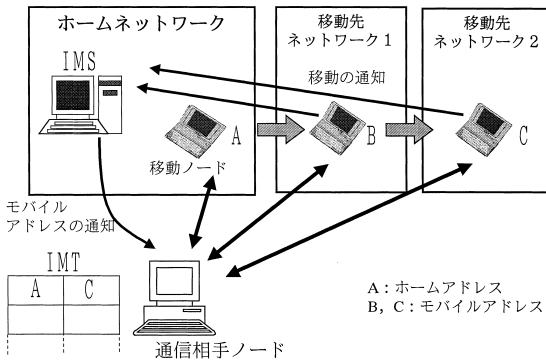 ホームネットワーク
移動先
ネットワーク1
移動先
ネットワーク2
IMS
移動の通知
A
B
C
移動ノード
モバイル
アドレスの通知
IMT
A C
A:ホームアドレス
B, C:モバイルアドレス
通信相手ノード